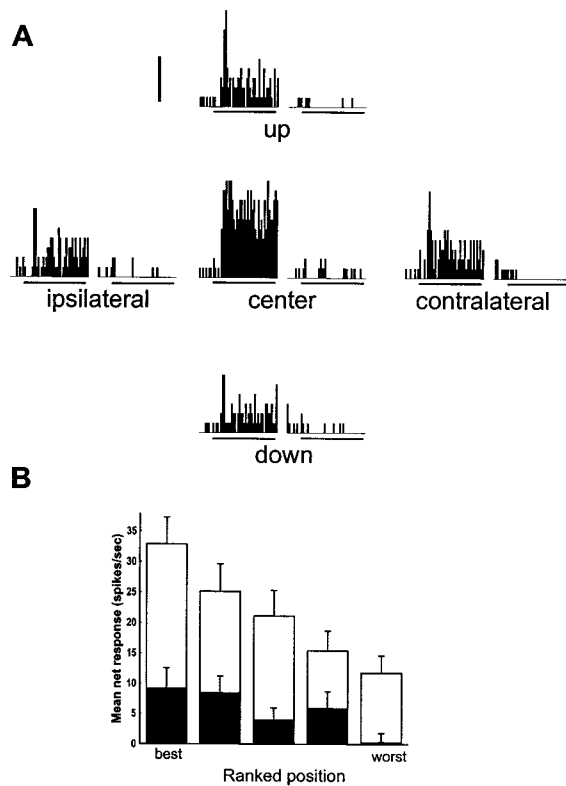 A
up
ipsilateral
center
contralateral
down
B
Mean net response (spikes/sec)
35
30
25
20
15
10
5
0
best
worst
Ranked position